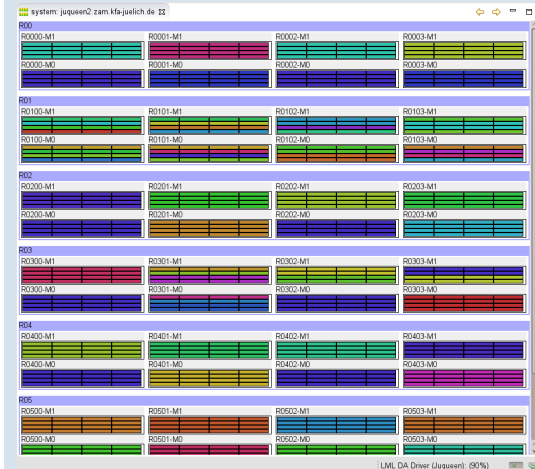 system: juqueen2.zam.kfa-juelich.de
R00
R0000-M1 R0001-M1 R0002-M1 R0003-M1
R0000-M0 R0001-M0 R0002-M0 R0003-M0
R01
R0100-M1 R0101-M1 R0102-M1 R0103-M1
R0100-M0 R0101-M0 R0102-M0 R0103-M0
R02
R0200-M1 R0201-M1 R0202-M1 R0203-M1
R0200-M0 R0201-M0 R0202-M0 R0203-M0
R03
R0300-M1 R0301-M1 R0302-M1 R0303-M1
R0300-M0 R0301-M0 R0302-M0 R0303-M0
R04
R0400-M1 R0401-M1 R0402-M1 R0403-M1
R0400-M0 R0401-M0 R0402-M0 R0403-M0
R05
R0500-M1 R0501-M1 R0502-M1 R0503-M1
R0500-M0 R0501-M0 R0502-M0 R0503-M0
LML DA Driver (Juqueen): (90%)